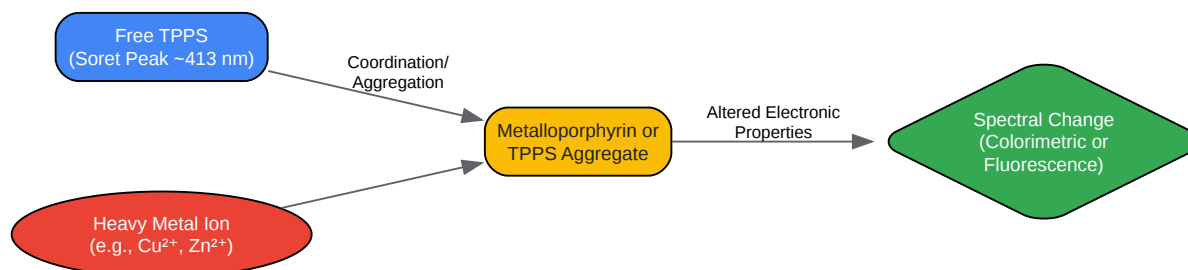 Free TPPS
(Soret Peak ~413 nm)
Coordination/
Aggregation
Metalloporphyrin or
TPPS Aggregate
Altered Electronic
Properties
Spectral Change
(Colorimetric or
Fluorescence)
Heavy Metal Ion
(e.g., Cu²⁺, Zn²⁺)